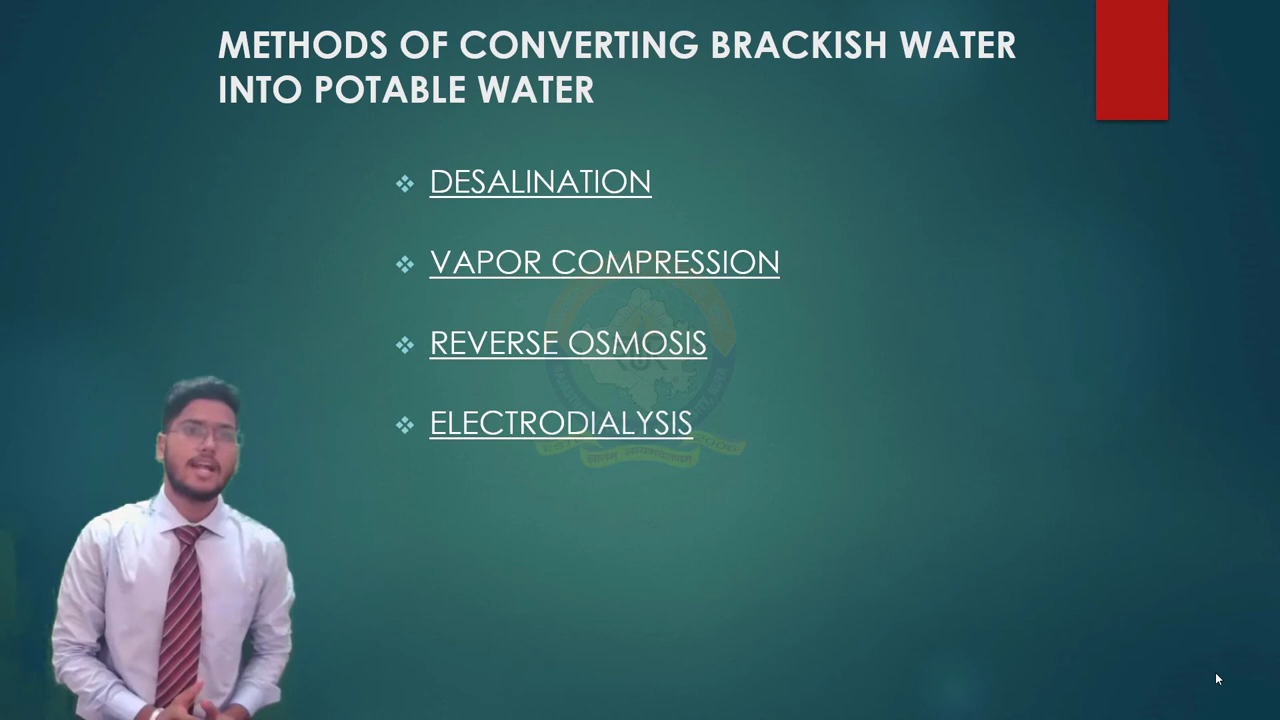 METHODS OF CONVERTING BRACKISH WATER
INTO POTABLE WATER
DESALINATION
VAPOR COMPRESSION
REVERSE OSMOSIS
ELECTRODIALYSIS